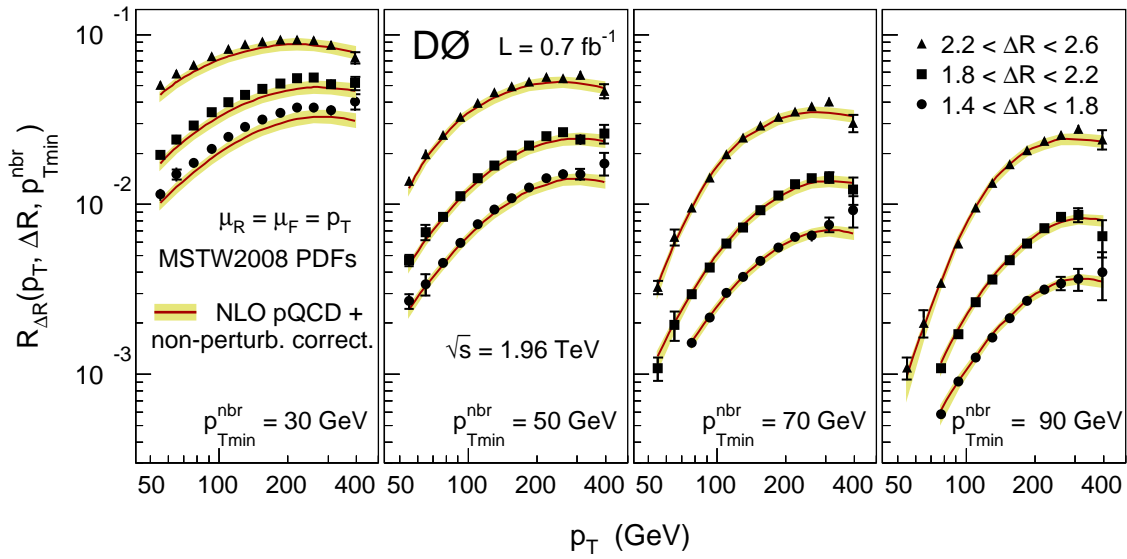 R_ΔR(p_T, ΔR, p_Tmin^nbr)
10^-1
10^-2
10^-3
DØ L = 0.7 fb^-1
2.2 < ΔR < 2.6
1.8 < ΔR < 2.2
1.4 < ΔR < 1.8
μ_R = μ_F = p_T
MSTW2008 PDFs
NLO pQCD +
non-perturb. correct.
√s = 1.96 TeV
p_Tmin^nbr = 30 GeV
p_Tmin^nbr = 50 GeV
p_Tmin^nbr = 70 GeV
p_Tmin^nbr = 90 GeV
50 100 200 400 50 100 200 400 50 100 200 400 50 100 200 400
p_T (GeV)